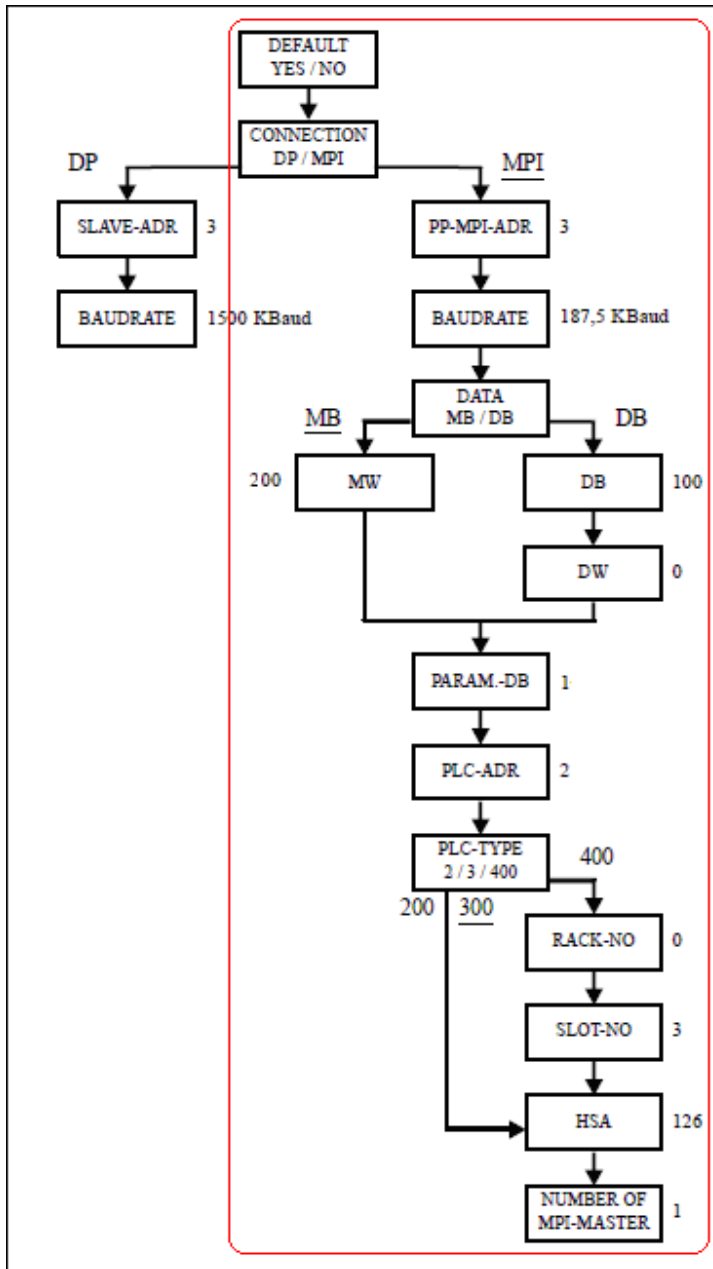 DEFAULT
YES / NO
CONNECTION
DP / MPI
DP
MPI
SLAVE-ADR
3
PP-MPI-ADR
3
BAUDRATE
1500 KBaud
BAUDRATE
187,5 KBaud
DATA
MB / DB
MB
DB
200
MW
DB
100
DW
0
PARAM.-DB
1
PLC-ADR
2
PLC-TYPE
2 / 3 / 400
400
200
300
RACK-NO
0
SLOT-NO
3
HSA
126
NUMBER OF
MPI-MASTER
1